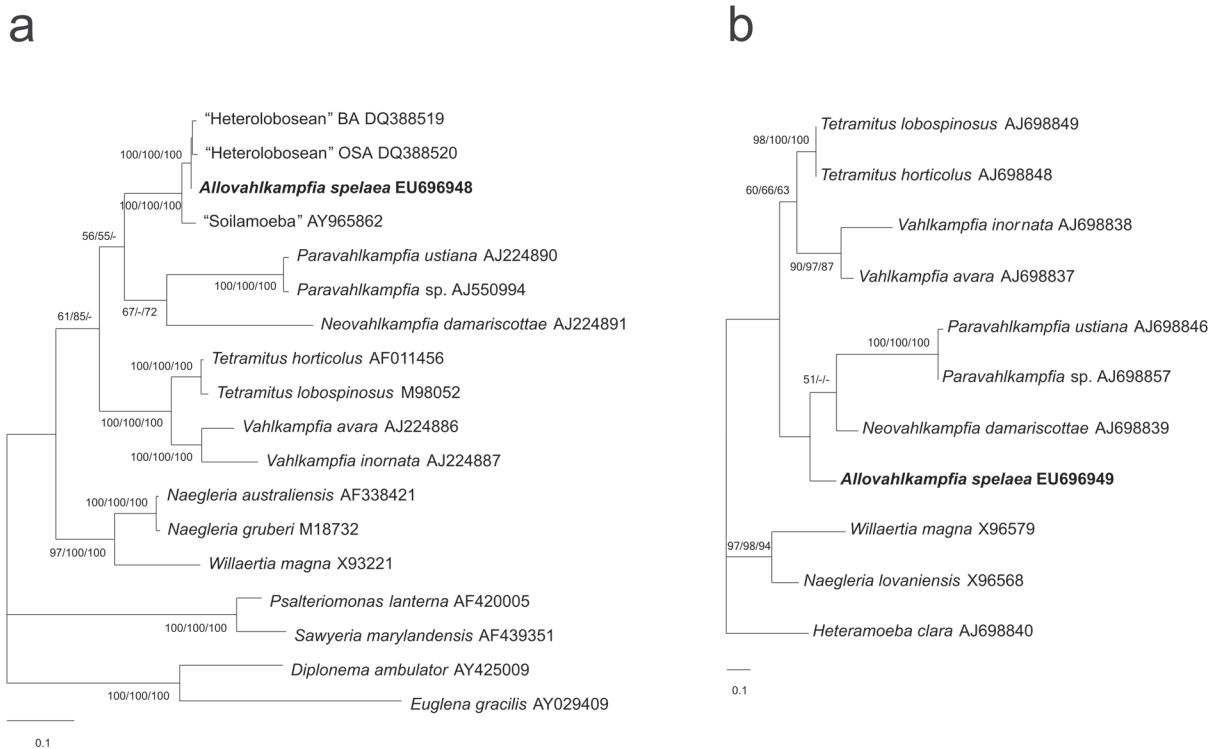 a
"Heterolobosean" BA DQ388519
100/100/100
"Heterolobosean" OSA DQ388520
Allovahlkampfia spelaea EU696948
100/100/100
"Soilamoeba" AY965862
56/55/-
Paravahlkampfia ustiana AJ224890
100/100/100
Paravahlkampfia sp. AJ550994
67/-/72
61/85/-
Neovahlkampfia damariscottae AJ224891
Tetramitus horticolus AF011456
100/100/100
Tetramitus lobospinosus M98052
100/100/100
Vahlkampfia avara AJ224886
100/100/100
Vahlkampfia inornata AJ224887
Naegleria australiensis AF338421
100/100/100
Naegleria gruberi M18732
97/100/100
Willaertia magna X93221
Psalteriomonas lanterna AF420005
100/100/100
Sawyeria marylandensis AF439351
Diplonema ambulator AY425009
100/100/100
Euglena gracilis AY029409
0.1
b
Tetramitus lobospinosus AJ698849
98/100/100
Tetramitus horticolus AJ698848
60/66/63
Vahlkampfia inornata AJ698838
90/97/87
Vahlkampfia avara AJ698837
Paravahlkampfia ustiana AJ698846
100/100/100
Paravahlkampfia sp. AJ698857
51/-/-
Neovahlkampfia damariscottae AJ698839
Allovahlkampfia spelaea EU696949
Willaertia magna X96579
97/98/94
Naegleria lovaniensis X96568
Heteramoeba clara AJ698840
0.1